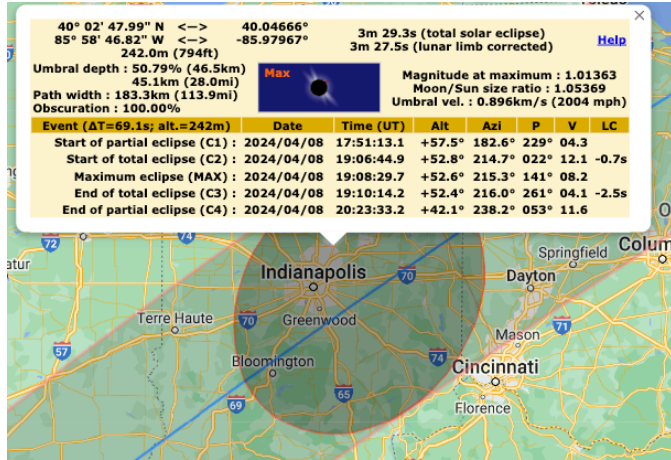 40° 02' 47.99" N <—> 40.04666°
85° 58' 46.82" W <—> -85.97967°
242.0m (794ft)
3m 29.3s (total solar eclipse)
3m 27.5s (lunar limb corrected)
Help
Umbral depth : 50.79% (46.5km)
45.1km (28.0mi)
Path width : 183.3km (113.9mi)
Obscuration : 100.00%
Max
Magnitude at maximum : 1.01363
Moon/Sun size ratio : 1.05369
Umbral vel. : 0.896km/s (2004 mph)
Event (ΔT=69.1s; alt.=242m) Date Time (UT) Alt Azi P V LC
Start of partial eclipse (C1) : 2024/04/08 17:51:13.1 +57.5° 182.6° 229° 04.3
Start of total eclipse (C2) : 2024/04/08 19:06:44.9 +52.8° 214.7° 022° 12.1 -0.7s
Maximum eclipse (MAX) : 2024/04/08 19:08:29.7 +52.6° 215.3° 141° 08.2
End of total eclipse (C3) : 2024/04/08 19:10:14.2 +52.4° 216.0° 261° 04.1 -2.5s
End of partial eclipse (C4) : 2024/04/08 20:23:33.2 +42.1° 238.2° 053° 11.6
72
74
atur
Springfield
Colum
Indianapolis
70
Dayton
Terre Haute
70
Greenwood
71
Mason
57
Bloomington
74
Cincinnati
69
65
Florence